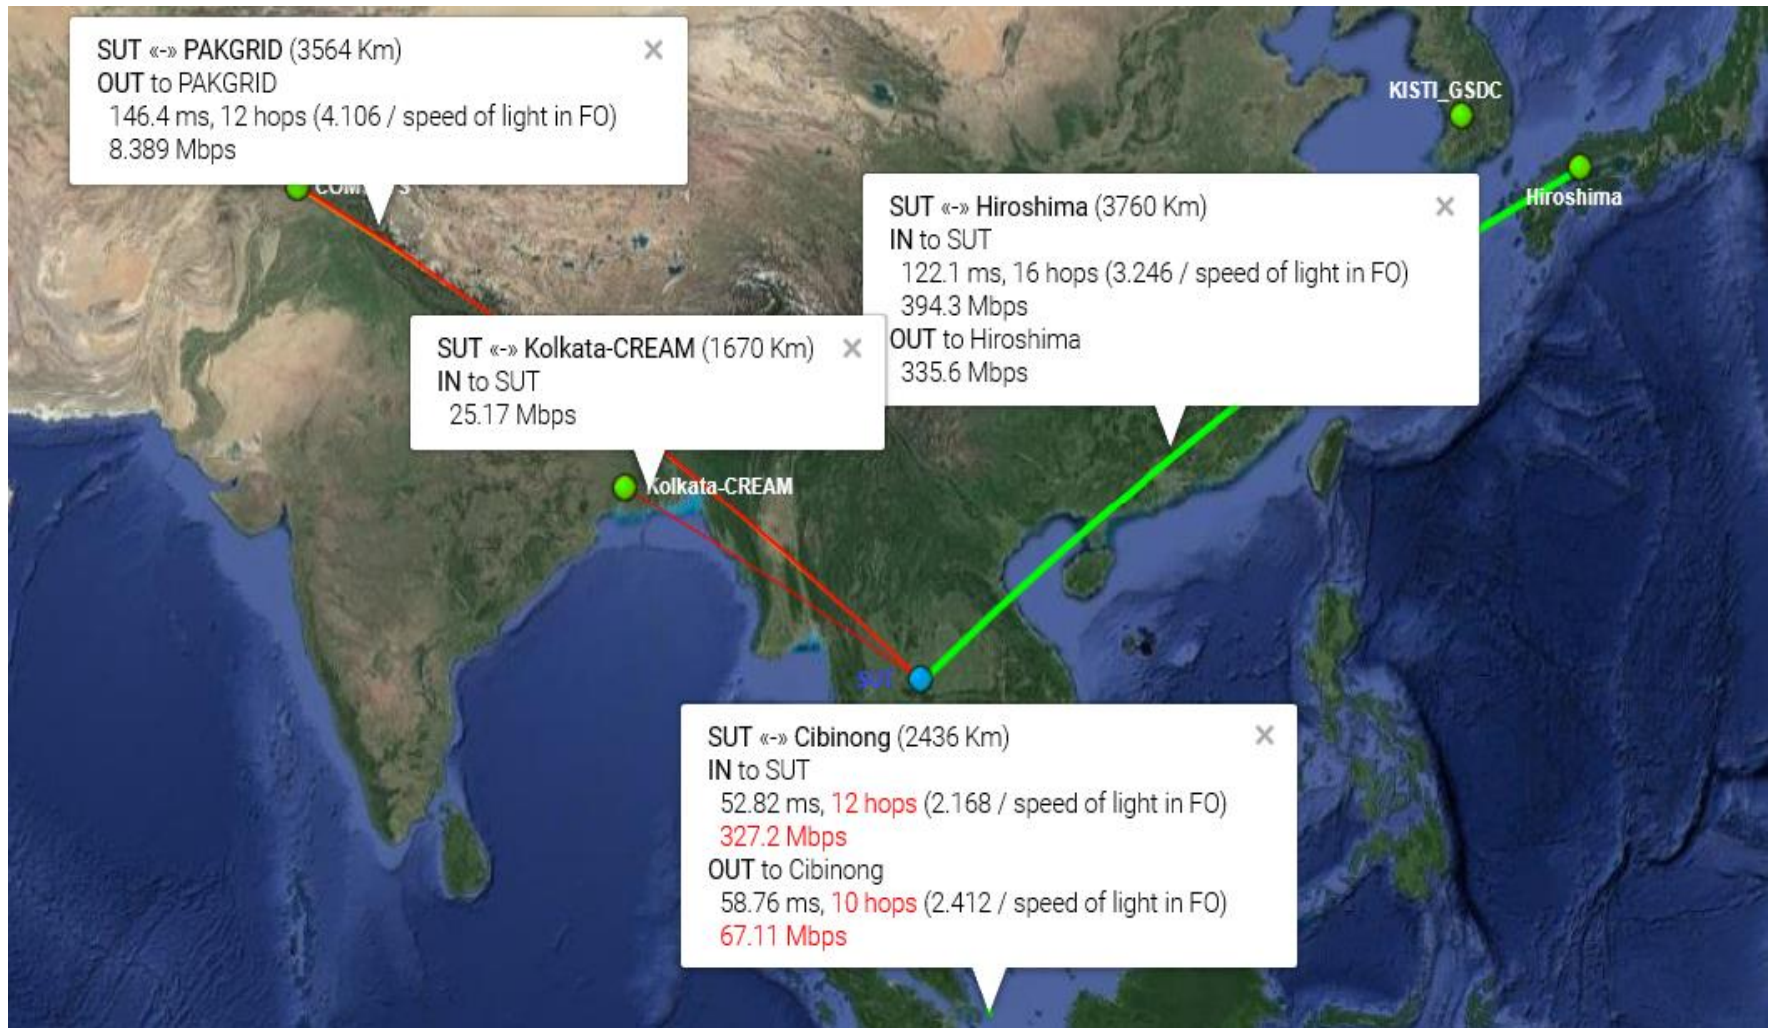 SUT «-» PAKGRID (3564 Km)
OUT to PAKGRID
146.4 ms, 12 hops (4.106 / speed of light in FO)
8.389 Mbps
KISTI_GSDC
Hiroshima
SUT «-» Hiroshima (3760 Km)
IN to SUT
122.1 ms, 16 hops (3.246 / speed of light in FO)
394.3 Mbps
OUT to Hiroshima
335.6 Mbps
SUT «-» Kolkata-CREAM (1670 Km)
IN to SUT
25.17 Mbps
Kolkata-CREAM
SUT
SUT «-» Cibinong (2436 Km)
IN to SUT
52.82 ms, 12 hops (2.168 / speed of light in FO)
327.2 Mbps
OUT to Cibinong
58.76 ms, 10 hops (2.412 / speed of light in FO)
67.11 Mbps